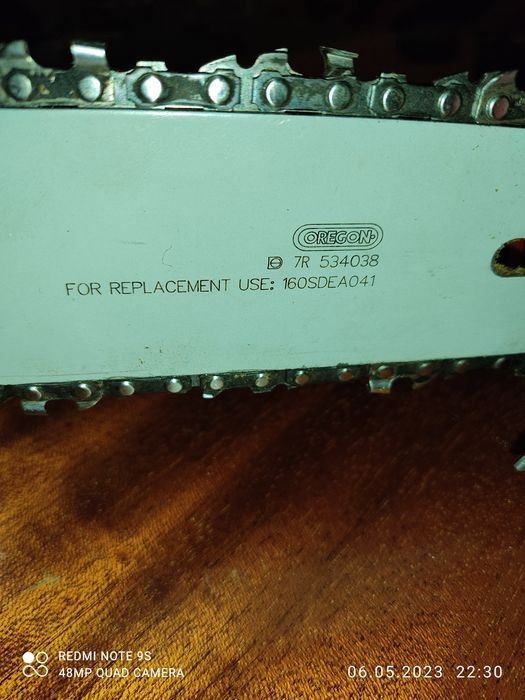 OREGON
7R 534038
FOR REPLACEMENT USE: 160SDEA041
REDMI NOTE 9S
48MP QUAD CAMERA
06.05.2023 22:30